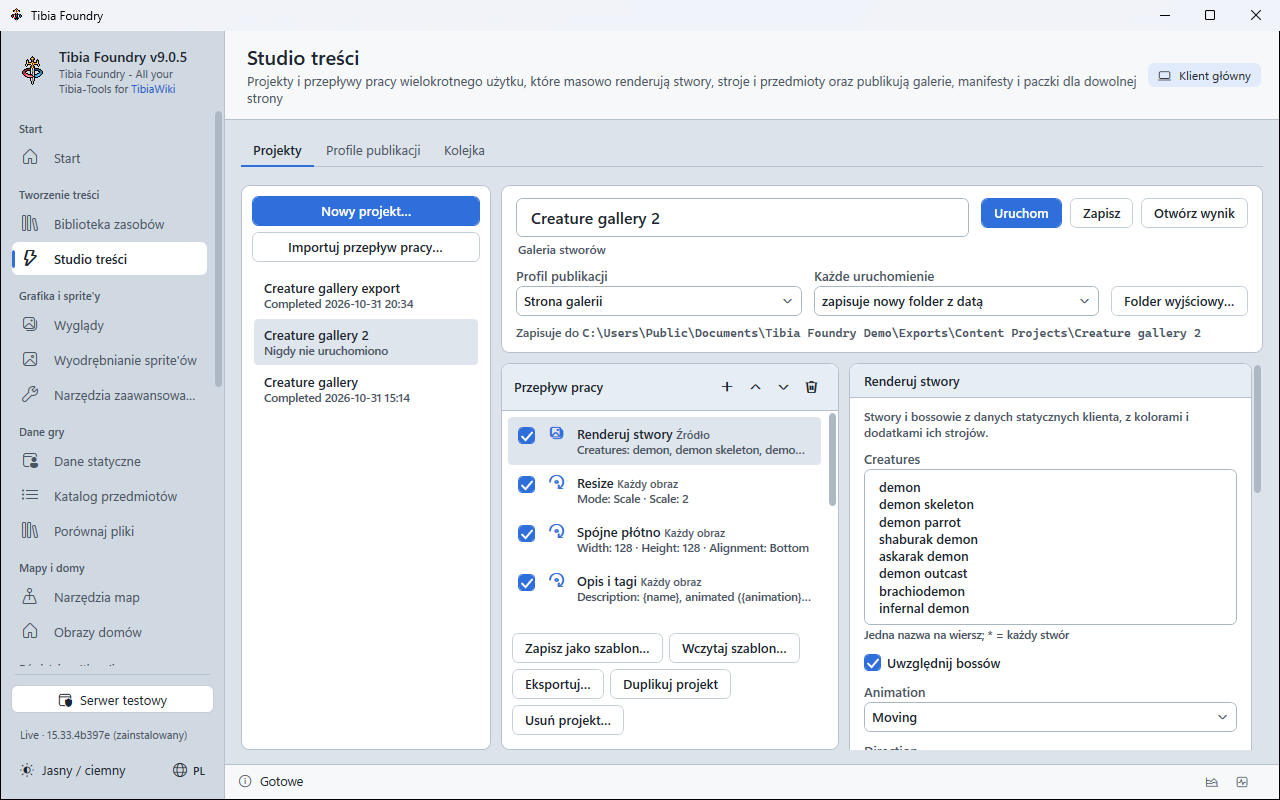 Tibia Foundry
Tibia Foundry v9.0.5
Tibia Foundry - All your
Tibia-Tools for TibiaWiki
Start
Start
Tworzenie treści
Biblioteka zasobów
Studio treści
Grafika i sprite'y
Wyglądy
Wyodrębnianie sprite'ów
Narzędzia zaawansowa...
Dane gry
Dane statyczne
Katalog przedmiotów
Porównaj pliki
Mapy i domy
Narzędzia map
Obrazy domów
Serwer testowy
Live · 15.33.4b397e (zainstalowany)
Jasny / ciemny
PL
Studio treści
Projekty i przepływy pracy wielokrotnego użytku, które masowo renderują stwory, stroje i przedmioty oraz publikują galerie, manifesty i paczki dla dowolnej
strony
Klient główny
Projekty
Profile publikacji
Kolejka
Nowy projekt...
Importuj przepływ pracy...
Creature gallery export
Completed 2026-10-31 20:34
Creature gallery 2
Nigdy nie uruchomiono
Creature gallery
Completed 2026-10-31 15:14
Creature gallery 2
Uruchom
Zapisz
Otwórz wynik
Galeria stworów
Profil publikacji
Każde uruchomienie
Strona galerii
zapisuje nowy folder z datą
Folder wyjściowy...
Zapisuje do C:\Users\Public\Documents\Tibia Foundry Demo\Exports\Content Projects\Creature gallery 2
Przepływ pracy
Renderuj stwory Źródło
Creatures: demon, demon skeleton, demo...
Resize Każdy obraz
Mode: Scale · Scale: 2
Spójne płótno Każdy obraz
Width: 128 · Height: 128 · Alignment: Bottom
Opis i tagi Każdy obraz
Description: {name}, animated ({animation}...
Zapisz jako szablon...
Wczytaj szablon...
Eksportuj...
Duplikuj projekt
Usuń projekt...
Renderuj stwory
Stwory i bossowie z danych statycznych klienta, z kolorami i
dodatkami ich strojów.
Creatures
demon
demon skeleton
demon parrot
shaburak demon
askarak demon
demon outcast
brachiodemon
infernal demon
Jedna nazwa na wiersz; * = każdy stwór
Uwzględnij bossów
Animation
Moving
Direction
Gotowe